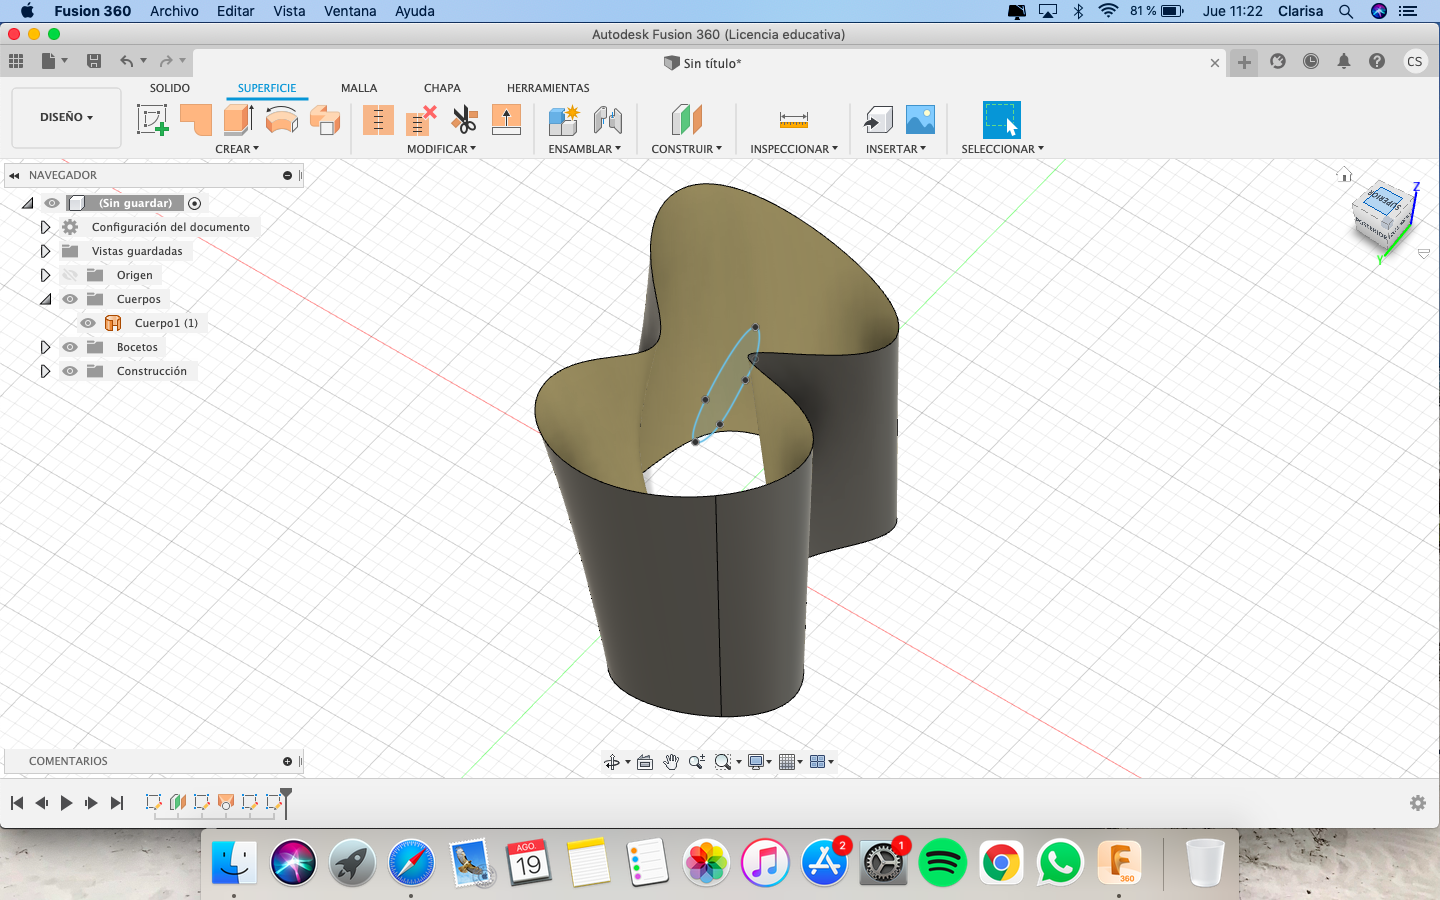 Fusion 360 Archivo Editar Vista Ventana Ayuda 81 % Jue 11:22 Clarisa
Autodesk Fusion 360 (Licencia educativa)
Sin título*
CS
SOLIDO SUPERFICIE MALLA CHAPA HERRAMIENTAS
DISEÑO
CREAR MODIFICAR ENSAMBLAR CONSTRUIR INSPECCIONAR INSERTAR SELECCIONAR
NAVEGADOR
(Sin guardar)
Configuración del documento
Vistas guardadas
Origen
Cuerpos
Cuerpo1 (1)
Bocetos
Construcción
Z
SUPERIOR
POSTERIOR
Y
COMENTARIOS
AGO.
19
2
1
360